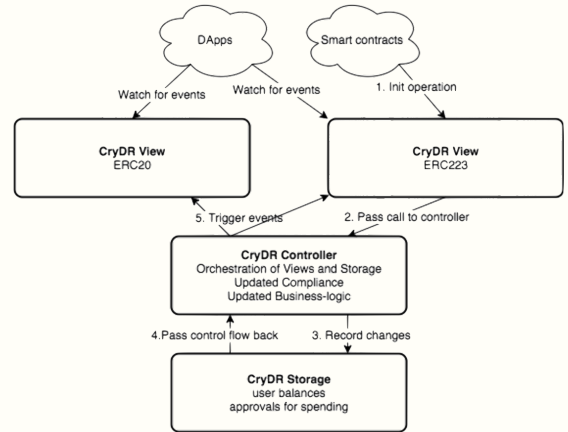 DApps
Smart contracts
Watch for events
Watch for events
1. Init operation
CryDR View
ERC20
CryDR View
ERC223
5. Trigger events
2. Pass call to controller
CryDR Controller
Orchestration of Views and Storage
Updated Compliance
Updated Business-logic
4.Pass control flow back
3. Record changes
CryDR Storage
user balances
approvals for spending